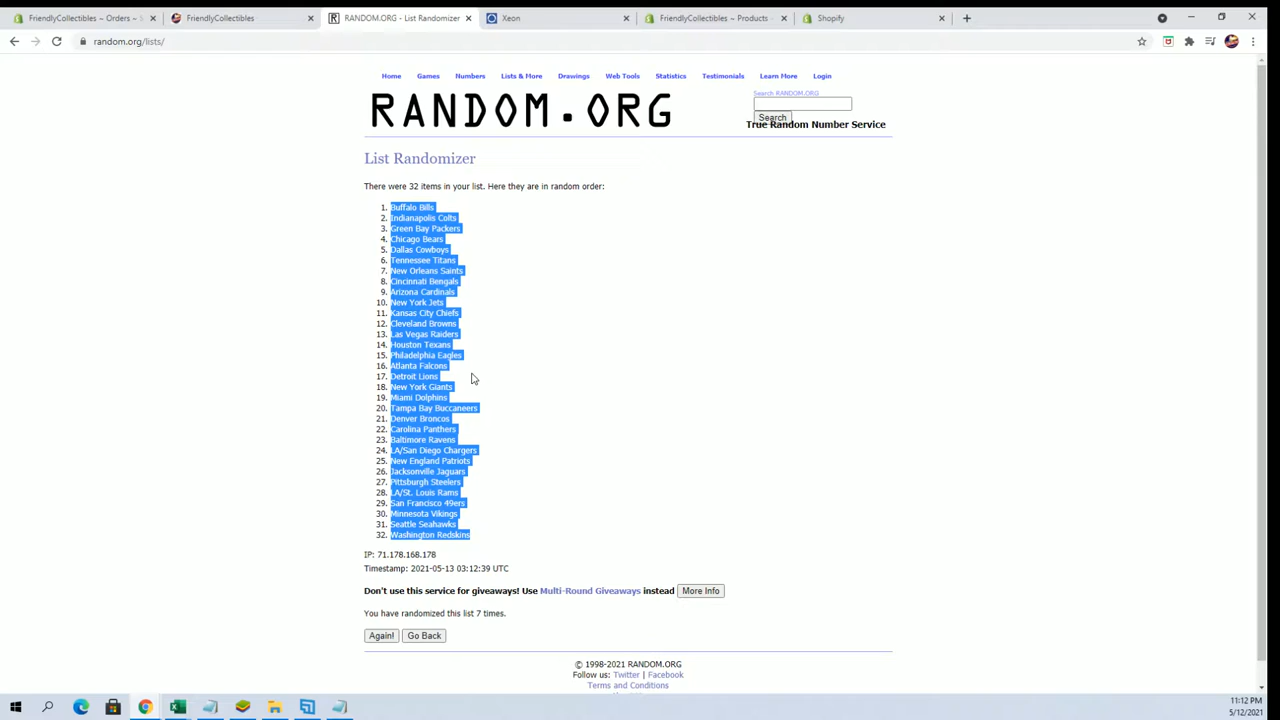 FriendlyCollectibles ~ Orders ~ S
FriendlyCollectibles
RANDOM.ORG - List Randomizer
Xeon
FriendlyCollectibles ~ Products ~
Shopify
random.org/lists/
Home Games Numbers Lists & More Drawings Web Tools Statistics Testimonials Learn More Login
RANDOM.ORG
Search RANDOM.ORG
Search
True Random Number Service
List Randomizer
There were 32 items in your list. Here they are in random order:
1. Buffalo Bills
2. Indianapolis Colts
3. Green Bay Packers
4. Chicago Bears
5. Dallas Cowboys
6. Tennessee Titans
7. New Orleans Saints
8. Cincinnati Bengals
9. Arizona Cardinals
10. New York Jets
11. Kansas City Chiefs
12. Cleveland Browns
13. Las Vegas Raiders
14. Houston Texans
15. Philadelphia Eagles
16. Atlanta Falcons
17. Detroit Lions
18. New York Giants
19. Miami Dolphins
20. Tampa Bay Buccaneers
21. Denver Broncos
22. Carolina Panthers
23. Baltimore Ravens
24. LA/San Diego Chargers
25. New England Patriots
26. Jacksonville Jaguars
27. Pittsburgh Steelers
28. LA/St. Louis Rams
29. San Francisco 49ers
30. Minnesota Vikings
31. Seattle Seahawks
32. Washington Redskins
IP: 71.178.168.178
Timestamp: 2021-05-13 03:12:39 UTC
Don't use this service for giveaways! Use Multi-Round Giveaways instead More Info
You have randomized this list 7 times.
Again! Go Back
© 1998-2021 RANDOM.ORG
Follow us: Twitter | Facebook
Terms and Conditions
11:12 PM
5/12/2021